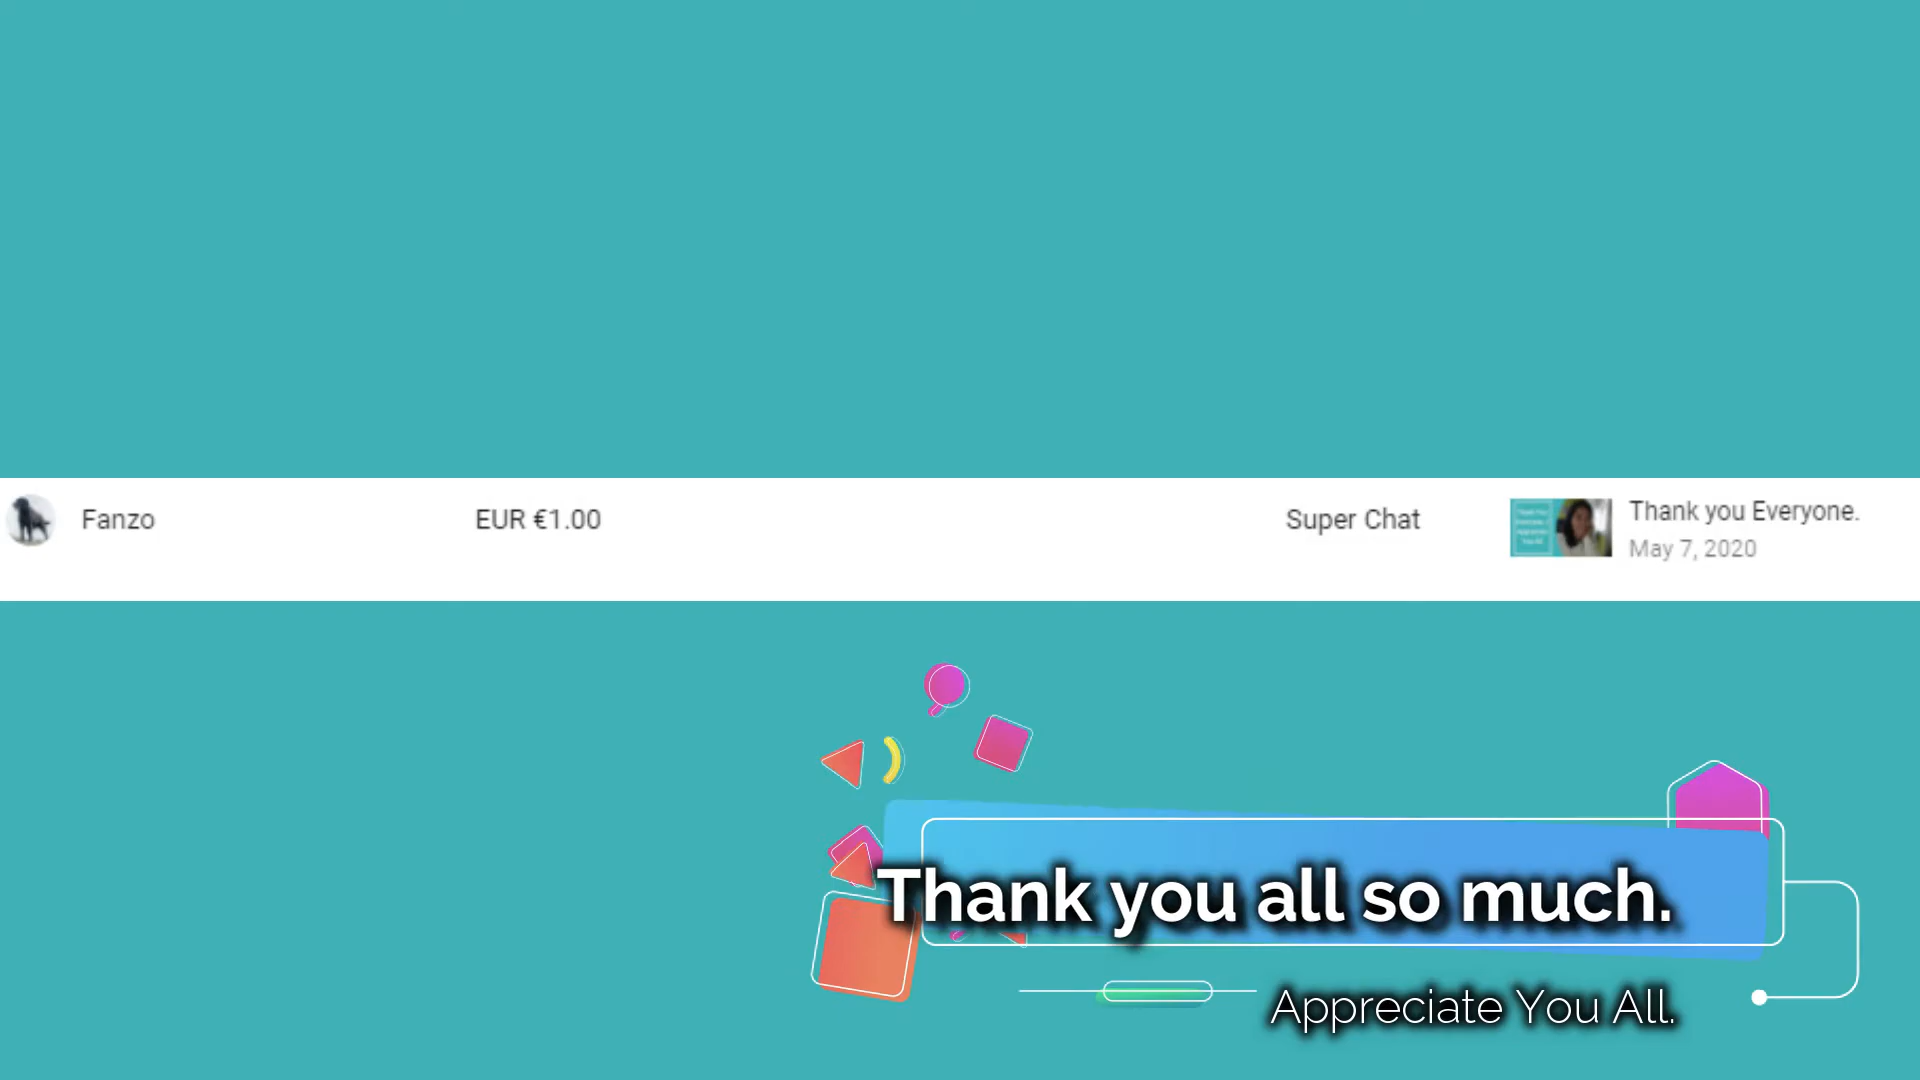 Fanzo
EUR €1.00
Super Chat
Thank you Everyone.
May 7, 2020
Thank you all so much.
Appreciate You All.